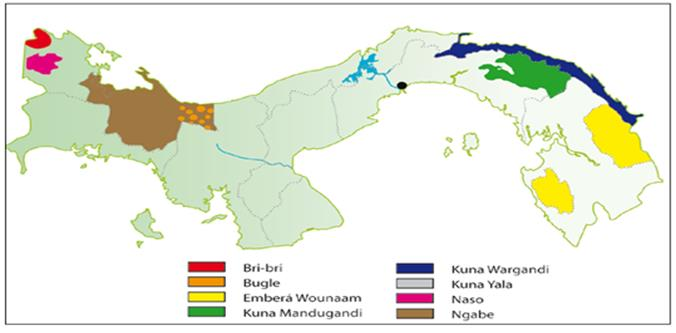 Bri-bri
Bugle
Emberá Wounaam
Kuna Mandugandi
Kuna Wargandi
Kuna Yala
Naso
Ngabe